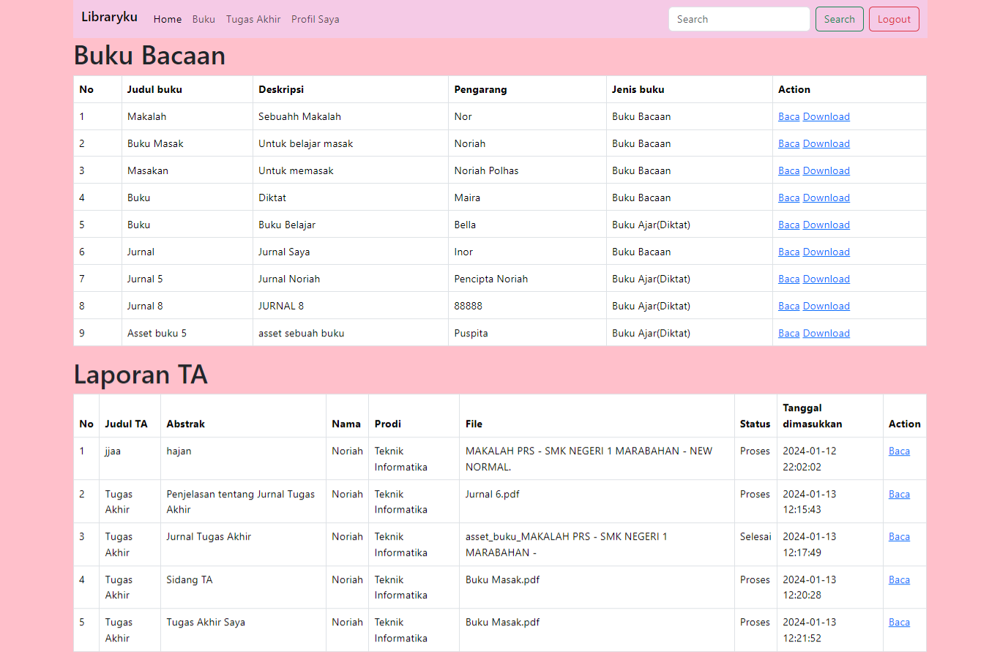 Libraryku Home Buku Tugas Akhir Profil Saya Search Search Logout
Buku Bacaan
No Judul buku Deskripsi Pengarang Jenis buku Action
1 Makalah Sebuahh Makalah Nor Buku Bacaan Baca Download
2 Buku Masak Untuk belajar masak Noriah Buku Bacaan Baca Download
3 Masakan Untuk memasak Noriah Polhas Buku Bacaan Baca Download
4 Buku Diktat Maira Buku Bacaan Baca Download
5 Buku Buku Belajar Bella Buku Ajar(Diktat) Baca Download
6 Jurnal Jurnal Saya Inor Buku Bacaan Baca Download
7 Jurnal 5 Jurnal Noriah Pencipta Noriah Buku Ajar(Diktat) Baca Download
8 Jurnal 8 JURNAL 8 88888 Buku Ajar(Diktat) Baca Download
9 Asset buku 5 asset sebuah buku Puspita Buku Ajar(Diktat) Baca Download
Laporan TA
Tanggal
No Judul TA Abstrak Nama Prodi File Status dimasukkan Action
1 jjaa hajan Noriah Teknik MAKALAH PRS - SMK NEGERI 1 MARABAHAN - NEW Proses 2024-01-12 Baca
Informatika NORMAL. 22:02:02
2 Tugas Penjelasan tentang Jurnal Tugas Noriah Teknik Jurnal 6.pdf Proses 2024-01-13 Baca
Akhir Akhir Informatika 12:15:43
3 Tugas Jurnal Tugas Akhir Noriah Teknik asset_buku_MAKALAH PRS - SMK NEGERI 1 Selesai 2024-01-13 Baca
Akhir Informatika MARABAHAN - 12:17:49
4 Tugas Sidang TA Noriah Teknik Buku Masak.pdf Proses 2024-01-13 Baca
Akhir Informatika 12:20:28
5 Tugas Tugas Akhir Saya Noriah Teknik Buku Masak.pdf Proses 2024-01-13 Baca
Akhir Informatika 12:21:52